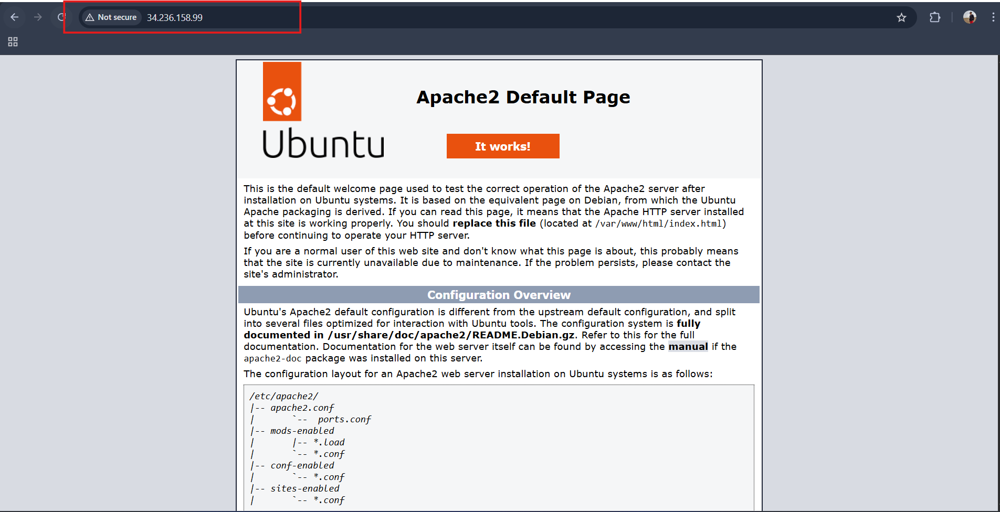 Not secure 34.236.158.99
Apache2 Default Page
Ubuntu
It works!
This is the default welcome page used to test the correct operation of the Apache2 server after
installation on Ubuntu systems. It is based on the equivalent page on Debian, from which the Ubuntu
Apache packaging is derived. If you can read this page, it means that the Apache HTTP server installed
at this site is working properly. You should replace this file (located at /var/www/html/index.html)
before continuing to operate your HTTP server.
If you are a normal user of this web site and don't know what this page is about, this probably means
that the site is currently unavailable due to maintenance. If the problem persists, please contact the
site's administrator.
Configuration Overview
Ubuntu's Apache2 default configuration is different from the upstream default configuration, and split
into several files optimized for interaction with Ubuntu tools. The configuration system is fully
documented in /usr/share/doc/apache2/README.Debian.gz. Refer to this for the full
documentation. Documentation for the web server itself can be found by accessing the manual if the
apache2-doc package was installed on this server.
The configuration layout for an Apache2 web server installation on Ubuntu systems is as follows:
/etc/apache2/
|-- apache2.conf
|       `--  ports.conf
|-- mods-enabled
|       |-- *.load
|       `-- *.conf
|-- conf-enabled
|       `-- *.conf
|-- sites-enabled
|       `-- *.conf